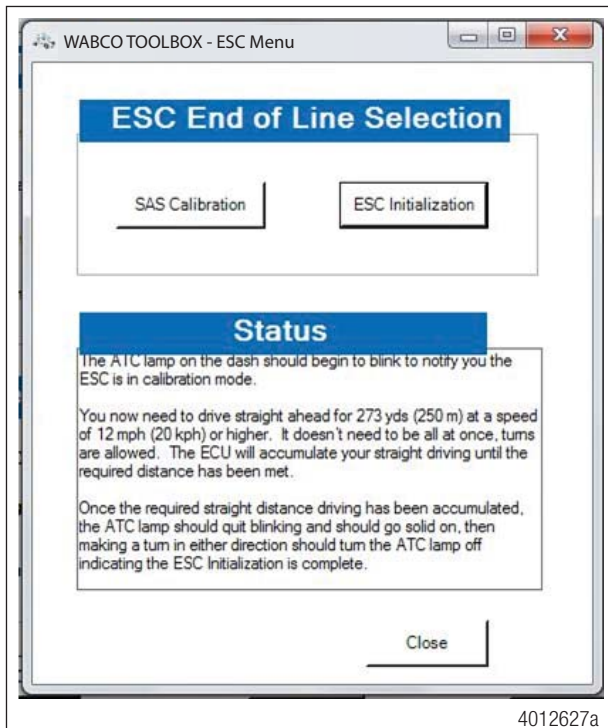 WABCO TOOLBOX - ESC Menu
ESC End of Line Selection
SAS Calibration
ESC Initialization
Status
The ATC lamp on the dash should begin to blink to notify you the
ESC is in calibration mode.
You now need to drive straight ahead for 273 yds (250 m) at a speed
of 12 mph (20 kph) or higher. It doesn't need to be all at once, turns
are allowed. The ECU will accumulate your straight driving until the
required distance has been met.
Once the required straight distance driving has been accumulated,
the ATC lamp should quit blinking and should go solid on, then
making a turn in either direction should turn the ATC lamp off
indicating the ESC Initialization is complete.
Close
4012627a